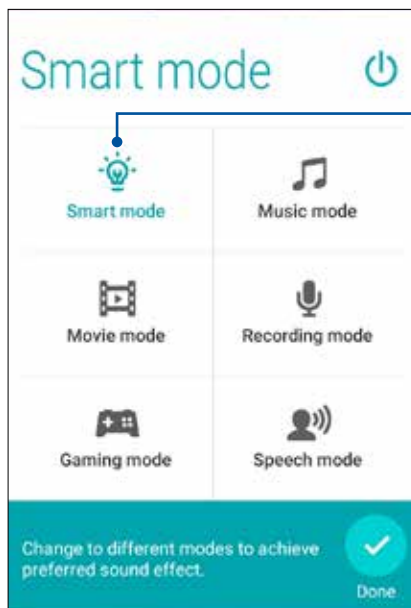 Smart mode
Smart mode
Music mode
Movie mode
Recording mode
Gaming mode
Speech mode
Change to different modes to achieve
preferred sound effect.
Done